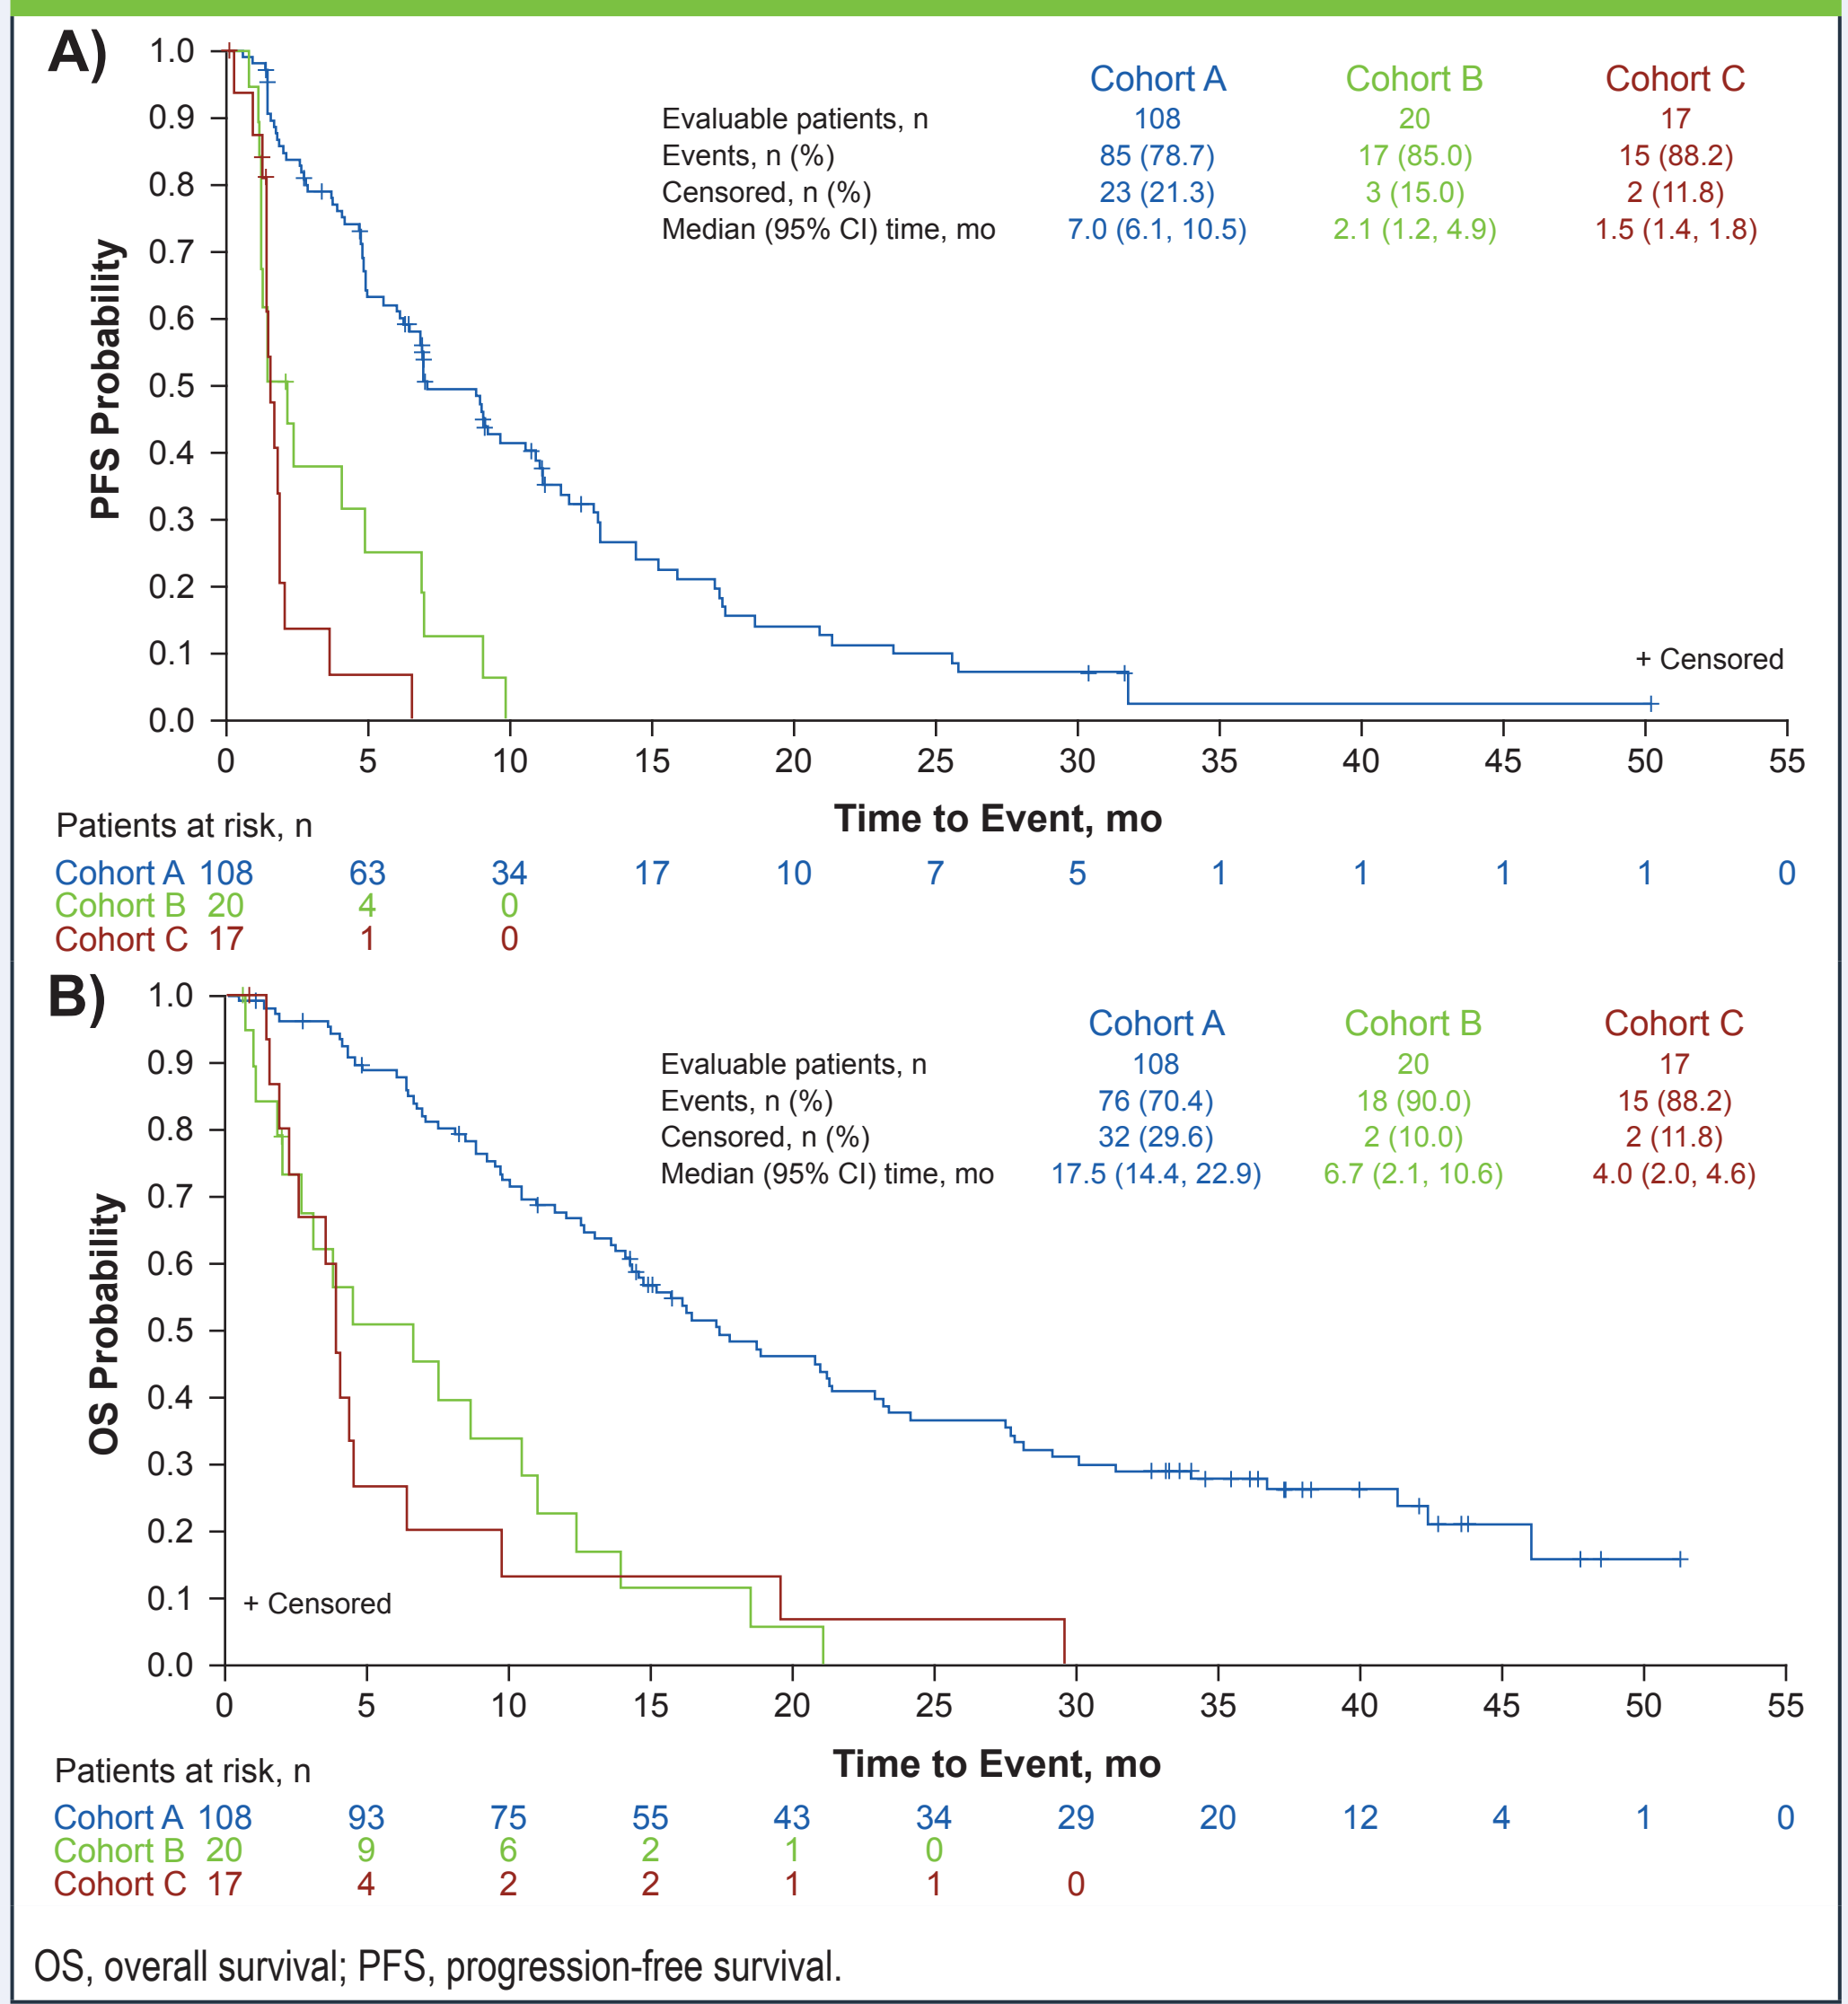 A)
Cohort A Cohort B Cohort C
Evaluable patients, n 108 20 17
Events, n (%) 85 (78.7) 17 (85.0) 15 (88.2)
Censored, n (%) 23 (21.3) 3 (15.0) 2 (11.8)
Median (95% CI) time, mo 7.0 (6.1, 10.5) 2.1 (1.2, 4.9) 1.5 (1.4, 1.8)
PFS Probability
1.0
0.9
0.8
0.7
0.6
0.5
0.4
0.3
0.2
0.1
0.0
+ Censored
0 5 10 15 20 25 30 35 40 45 50 55
Time to Event, mo
Patients at risk, n
Cohort A 108 63 34 17 10 7 5 1 1 1 1 0
Cohort B 20 4 0
Cohort C 17 1 0
B)
Cohort A Cohort B Cohort C
Evaluable patients, n 108 20 17
Events, n (%) 76 (70.4) 18 (90.0) 15 (88.2)
Censored, n (%) 32 (29.6) 2 (10.0) 2 (11.8)
Median (95% CI) time, mo 17.5 (14.4, 22.9) 6.7 (2.1, 10.6) 4.0 (2.0, 4.6)
OS Probability
1.0
0.9
0.8
0.7
0.6
0.5
0.4
0.3
0.2
0.1
0.0
+ Censored
0 5 10 15 20 25 30 35 40 45 50 55
Time to Event, mo
Patients at risk, n
Cohort A 108 93 75 55 43 34 29 20 12 4 1 0
Cohort B 20 9 6 2 1 0
Cohort C 17 4 2 2 1 1 0
OS, overall survival; PFS, progression-free survival.